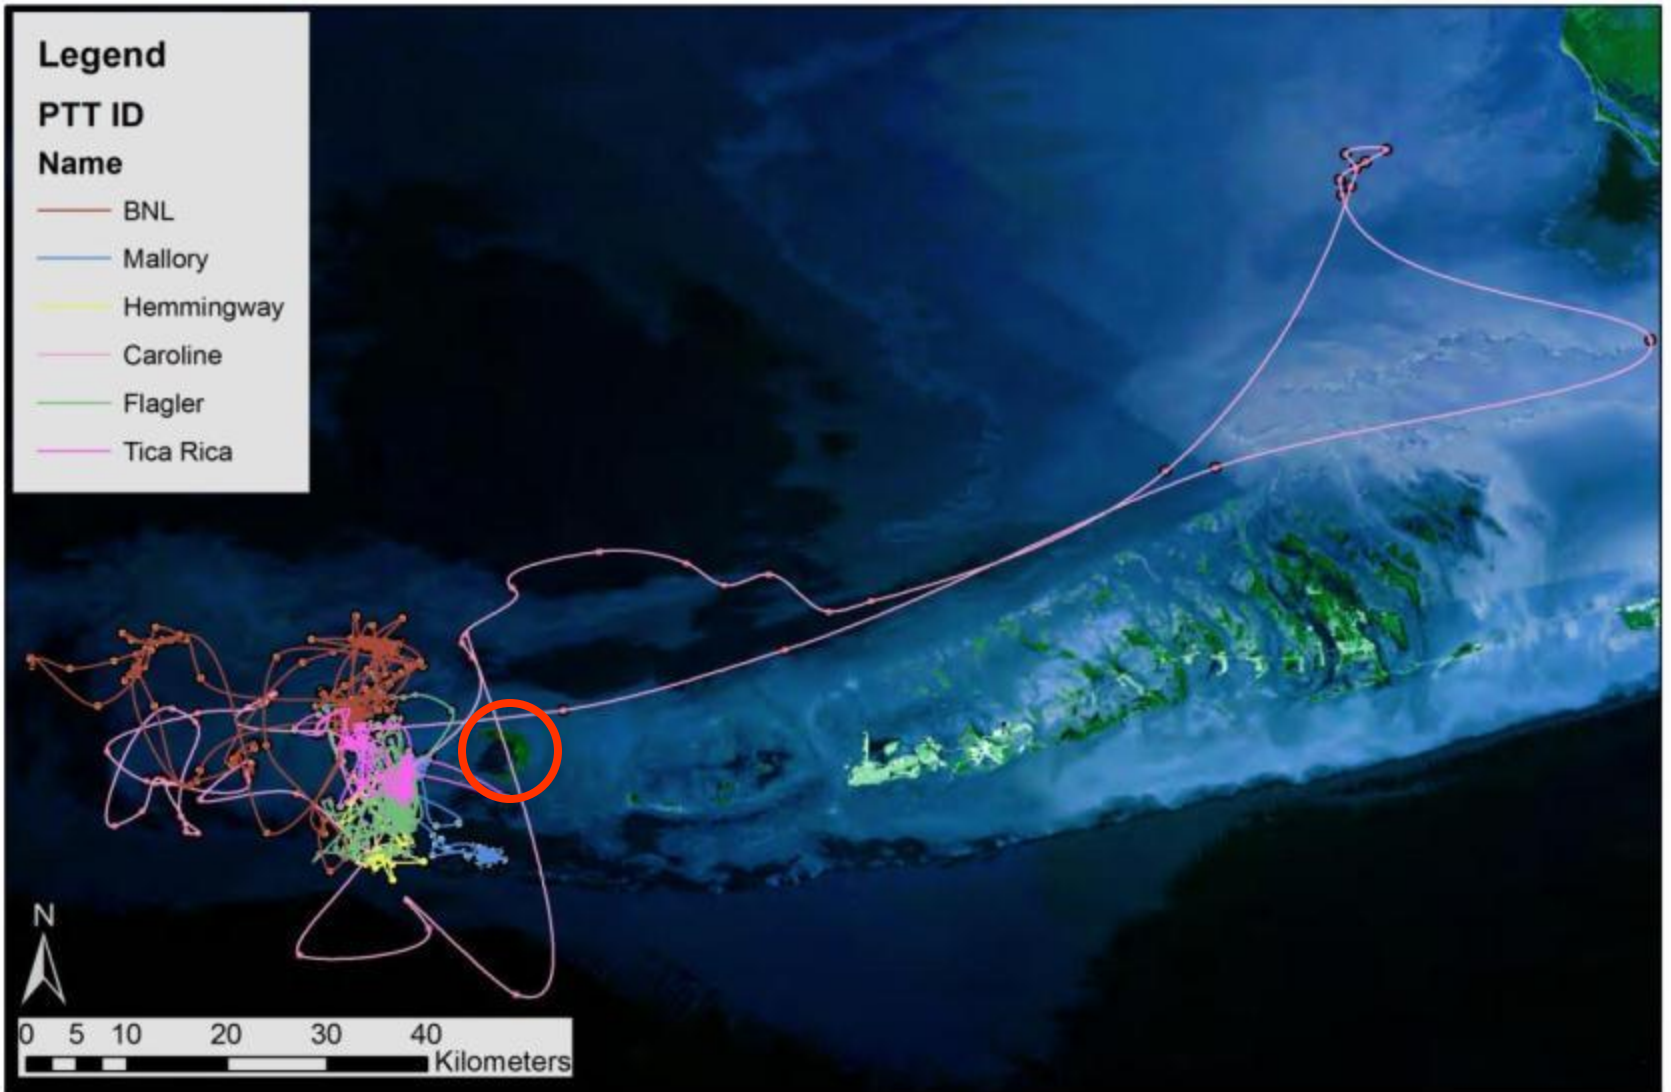 Legend
PTT ID
Name
BNL
Mallory
Hemmingway
Caroline
Flagler
Tica Rica
N
0 5 10 20 30 40
Kilometers